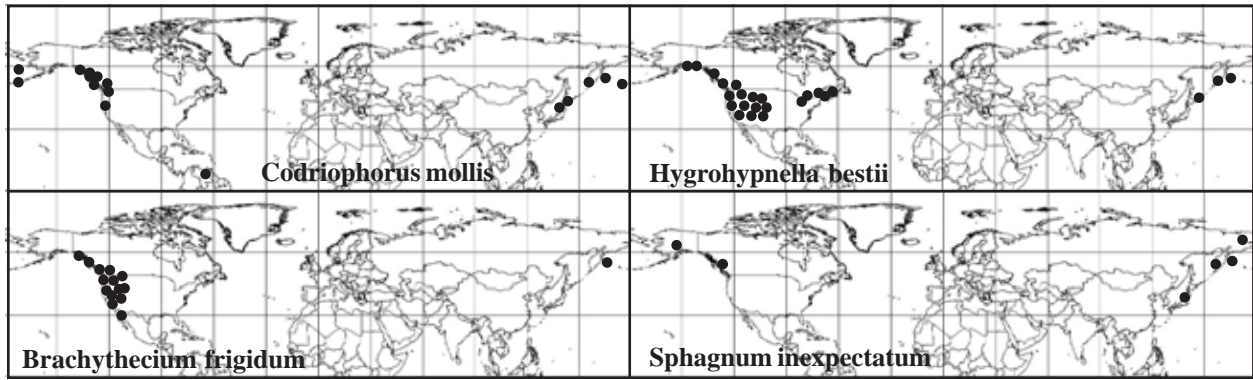 Codriophorus mollis
Hygrohypnella bestii
Brachythecium frigidum
Sphagnum inexpectatum